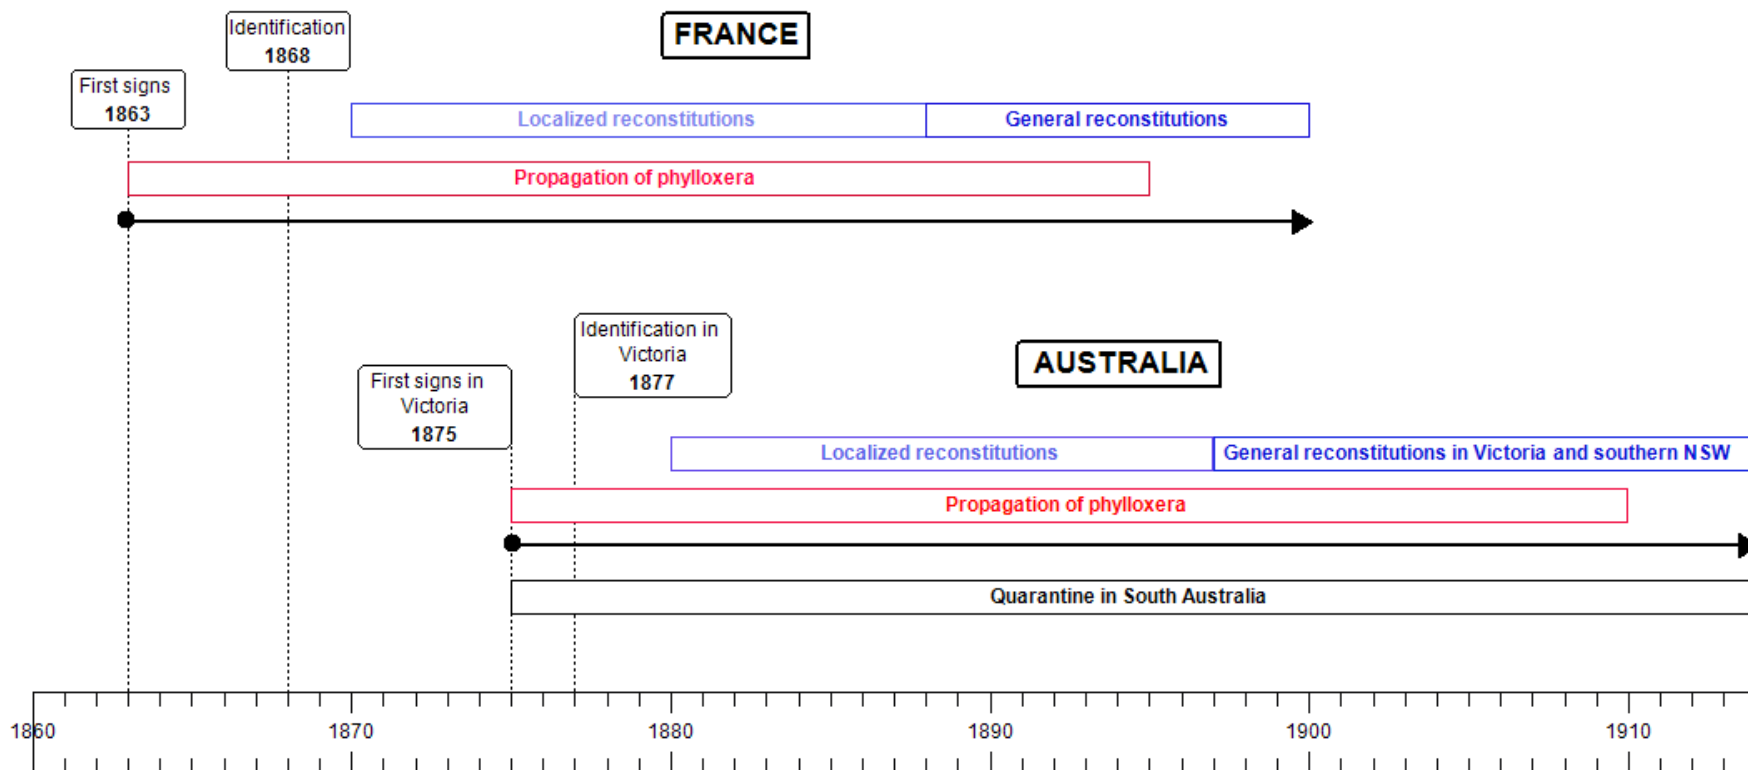 FRANCE
Identification
1868
First signs
1863
Localized reconstitutions
General reconstitutions
Propagation of phylloxera
Identification in
Victoria
1877
AUSTRALIA
First signs in
Victoria
1875
Localized reconstitutions
General reconstitutions in Victoria and southern NSW
Propagation of phylloxera
Quarantine in South Australia
1860 1870 1880 1890 1900 1910